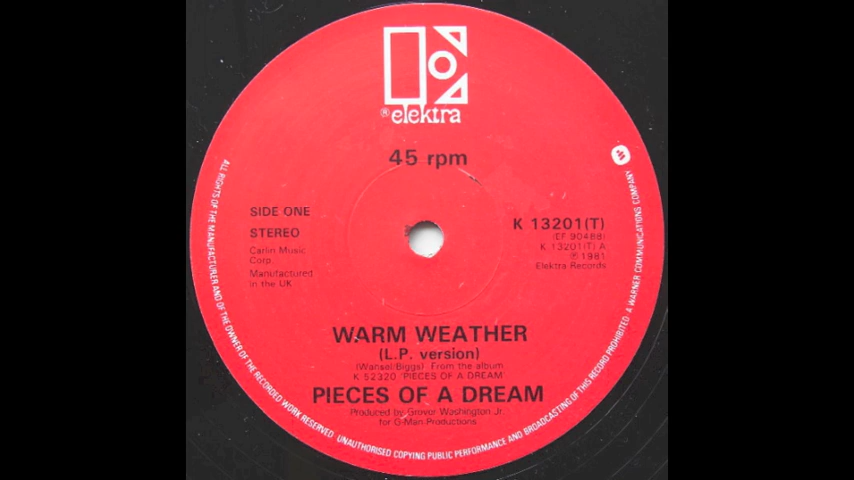 ® elektra
45 rpm
SIDE ONE
STEREO
Carlin Music
Corp.
Manufactured
in the UK
K 13201(T)
(EF 90488)
K 13201(T) A
℗ 1981
Elektra Records
WARM WEATHER
(L.P. version)
(Wansel/Biggs) From the album
K 52320 'PIECES OF A DREAM
PIECES OF A DREAM
Produced by Grover Washington Jr.
for G-Man Productions
ALL RIGHTS OF THE MANUFACTURER AND OF THE OWNER OF THE RECORDED WORK RESERVED UNAUTHORISED COPYING PUBLIC PERFORMANCE AND BROADCASTING OF THIS RECORD PROHIBITED A WARNER COMMUNICATIONS COMPANY